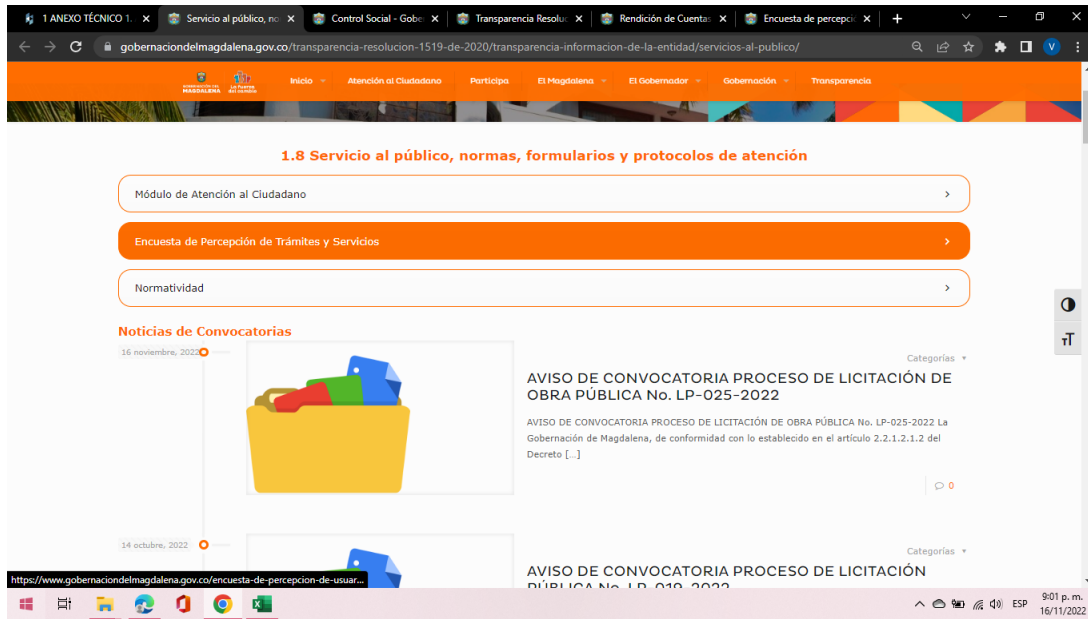 1 ANEXO TÉCNICO 1.
Servicio al público, no
Control Social - Gober
Transparencia Resoluc
Rendición de Cuentas
Encuesta de percepció
gobernaciondelmagdalena.gov.co/transparencia-resolucion-1519-de-2020/transparencia-informacion-de-la-entidad/servicios-al-publico/
V
MAGDALENA
Inicio
Atención al Ciudadano
Participa
El Magdalena
El Gobernador
Gobernación
Transparencia
1.8 Servicio al público, normas, formularios y protocolos de atención
Módulo de Atención al Ciudadano
Encuesta de Percepción de Trámites y Servicios
Normatividad
Noticias de Convocatorias
16 noviembre, 2022
Categorías
AVISO DE CONVOCATORIA PROCESO DE LICITACIÓN DE
OBRA PÚBLICA No. LP-025-2022
AVISO DE CONVOCATORIA PROCESO DE LICITACIÓN DE OBRA PÚBLICA No. LP-025-2022 La
Gobernación de Magdalena, de conformidad con lo establecido en el artículo 2.2.1.2.1.2 del
Decreto [...]
0
14 octubre, 2022
Categorías
AVISO DE CONVOCATORIA PROCESO DE LICITACIÓN
PÚBLICA No. LP-019-2022
https://www.gobernaciondelmagdalena.gov.co/encuesta-de-percepcion-de-usuar...
ESP
9:01 p. m.
16/11/2022